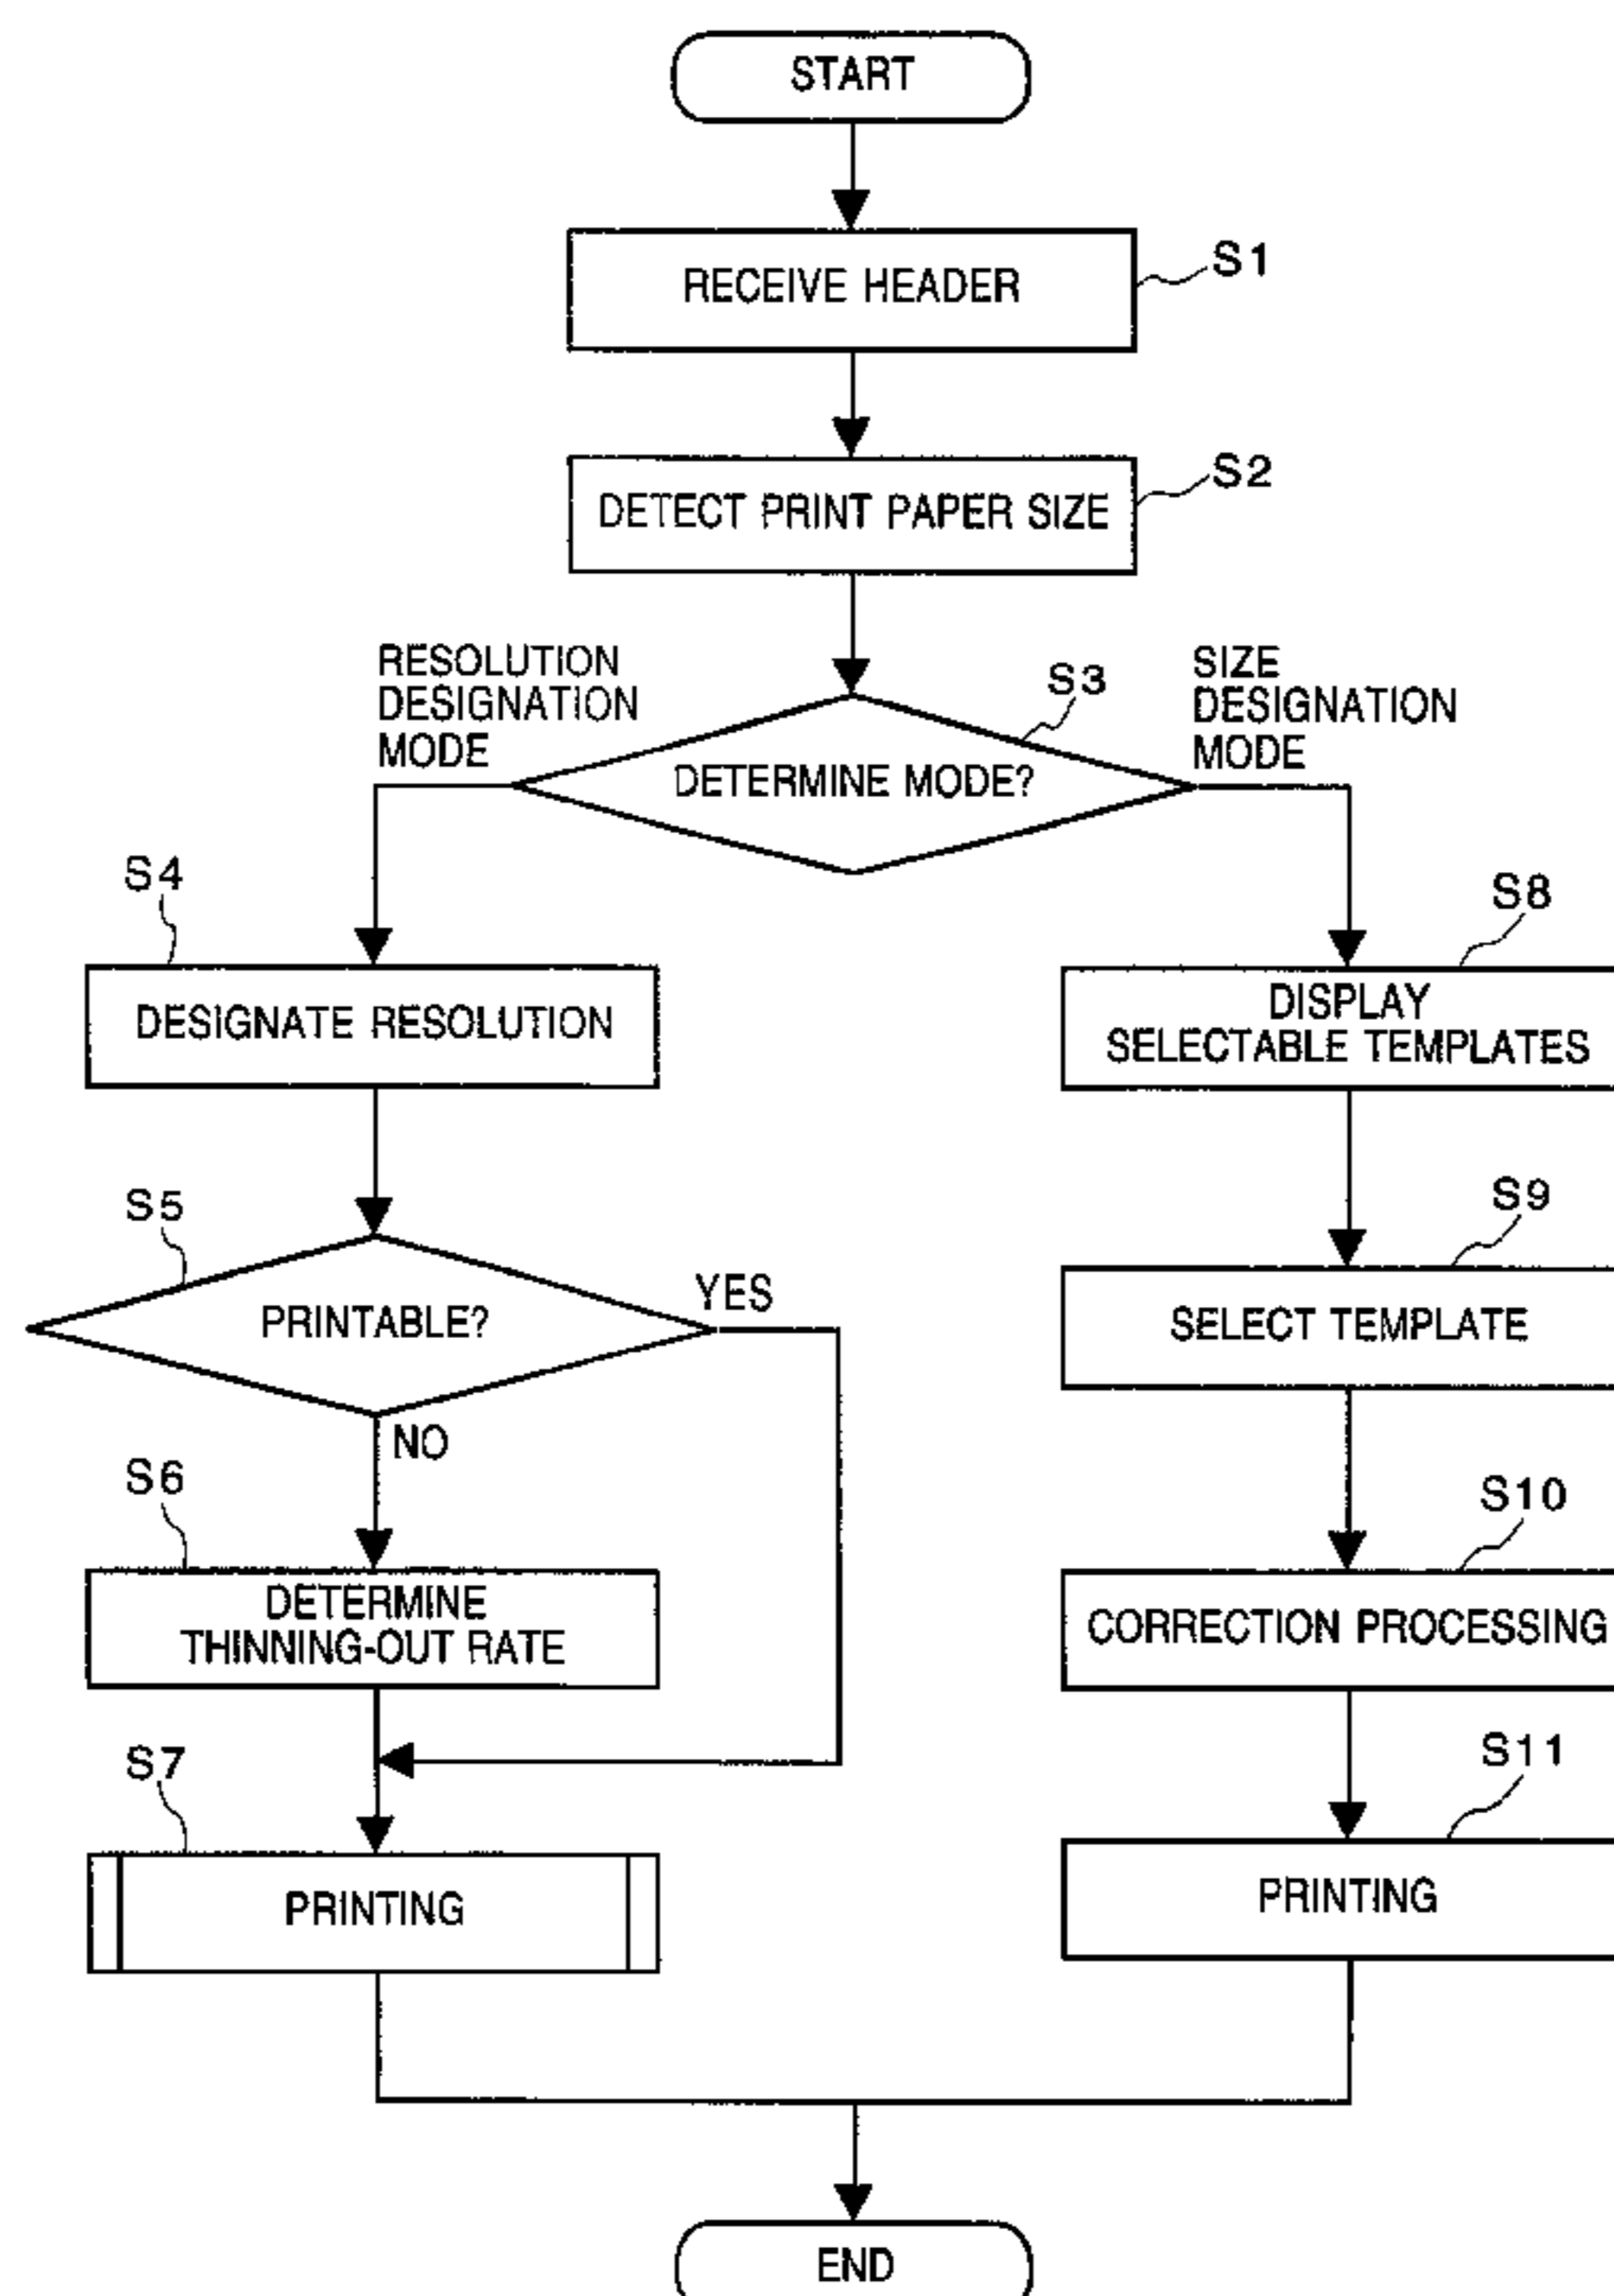 START
RECEIVE HEADER
S1
DETECT PRINT PAPER SIZE
S2
RESOLUTION
DESIGNATION
MODE
S3
SIZE
DESIGNATION
MODE
DETERMINE MODE?
S4
DESIGNATE RESOLUTION
S5
PRINTABLE?
YES
NO
S6
DETERMINE
THINNING-OUT RATE
S7
PRINTING
S8
DISPLAY
SELECTABLE TEMPLATES
S9
SELECT TEMPLATE
S10
CORRECTION PROCESSING
S11
PRINTING
END